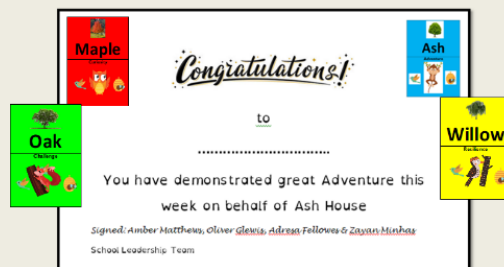 Maple
Ash
Congratulations!
to
Oak
Challenge
Willow
Resilience
................................
You have demonstrated great Adventure this
week on behalf of Ash House
Signed: Amber Matthews, Oliver Glewis, Adresa Fellowes & Zayan Minhas
School Leadership Team